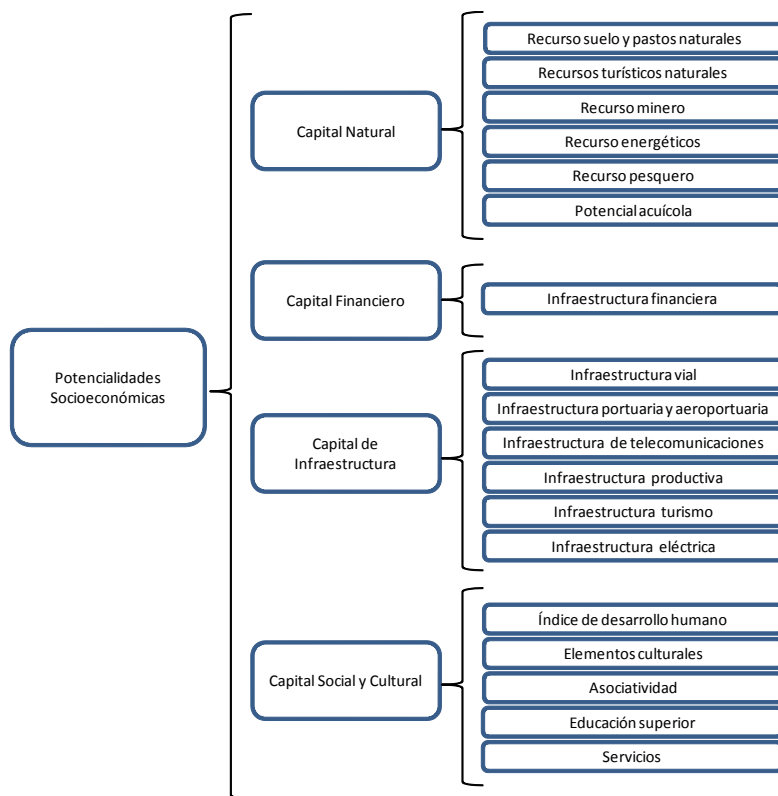 Potencialidades
Socioeconómicas
Capital Natural
Recurso suelo y pastos naturales
Recursos turísticos naturales
Recurso minero
Recurso energéticos
Recurso pesquero
Potencial acuícola
Capital Financiero
Infraestructura financiera
Capital de
Infraestructura
Infraestructura vial
Infraestructura portuaria y aeroportuaria
Infraestructura de telecomunicaciones
Infraestructura productiva
Infraestructura turismo
Infraestructura eléctrica
Capital Social y Cultural
Índice de desarrollo humano
Elementos culturales
Asociatividad
Educación superior
Servicios